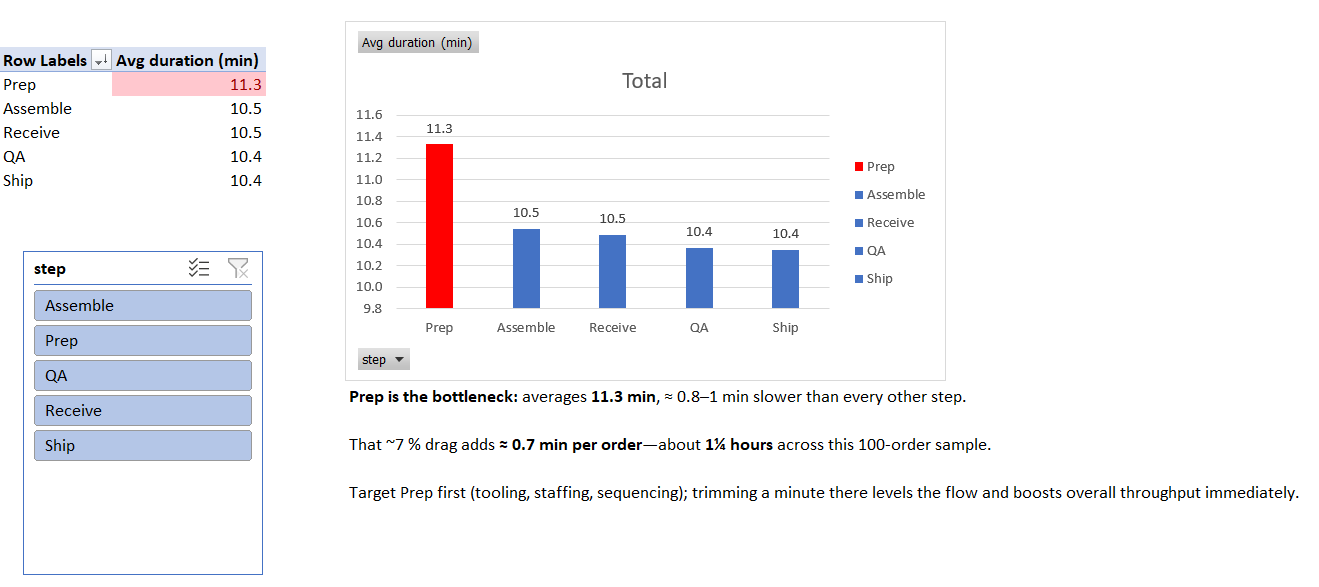 Row Labels Avg duration (min)
Prep 11.3
Assemble 10.5
Receive 10.5
QA 10.4
Ship 10.4
step
Assemble
Prep
QA
Receive
Ship
Avg duration (min)
Total
11.6
11.4
11.2
11.0
10.8
10.6
10.4
10.2
10.0
9.8
11.3
10.5
10.5
10.4
10.4
Prep Assemble Receive QA Ship
Prep
Assemble
Receive
QA
Ship
step
Prep is the bottleneck: averages 11.3 min, ≈ 0.8–1 min slower than every other step.
That ~7 % drag adds ≈ 0.7 min per order—about 1¼ hours across this 100-order sample.
Target Prep first (tooling, staffing, sequencing); trimming a minute there levels the flow and boosts overall throughput immediately.